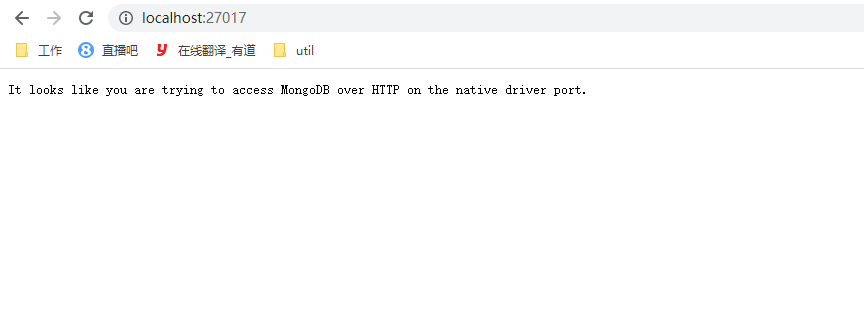 localhost:27017
工作 直播吧 在线翻译_有道 util
It looks like you are trying to access MongoDB over HTTP on the native driver port.